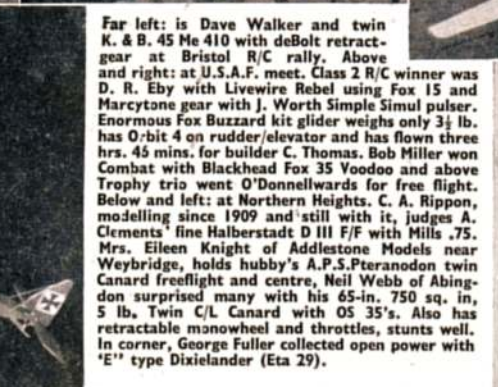 Far left: is Dave Walker and twin
K. & B. 45 Me 410 with deBolt retract-
gear at Bristol R/C rally. Above
and right: at U.S.A.F. meet. Class 2 R/C winner was
D. R. Eby with Livewire Rebel using Fox 15 and
Marcytone gear with J. Worth Simple Simul pulser.
Enormous Fox Buzzard kit glider weighs only 3½ lb.
has Orbit 4 on rudder/elevator and has flown three
hrs. 45 mins. for builder C. Thomas. Bob Miller won
Combat with Blackhead Fox 35 Voodoo and above
Trophy trio went O'Donnellwards for free flight.
Below and left: at Northern Heights. C. A. Rippon,
modelling since 1909 and still with it, judges A.
Clements' fine Halberstadt D III F/F with Mills .75.
Mrs. Eileen Knight of Addlestone Models near
Weybridge, holds hubby's A.P.S.Pteranodon twin
Canard freeflight and centre, Neil Webb of Abing-
don surprised many with his 65-in. 750 sq. in,
5 lb. Twin C/L Canard with OS 35's. Also has
retractable monowheel and throttles, stunts well.
In corner, George Fuller collected open power with
'E" type Dixielander (Eta 29).